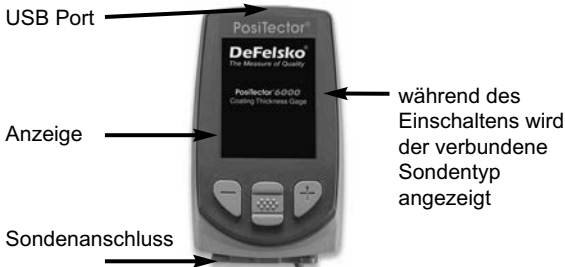 USB Port
PosiTector®
DeFelsko®
The Measure of Quality
PosiTector® 6000
Coating Thickness Gage
Anzeige
während des
Einschaltens wird
der verbundene
Sondentyp
angezeigt
Sondenanschluss